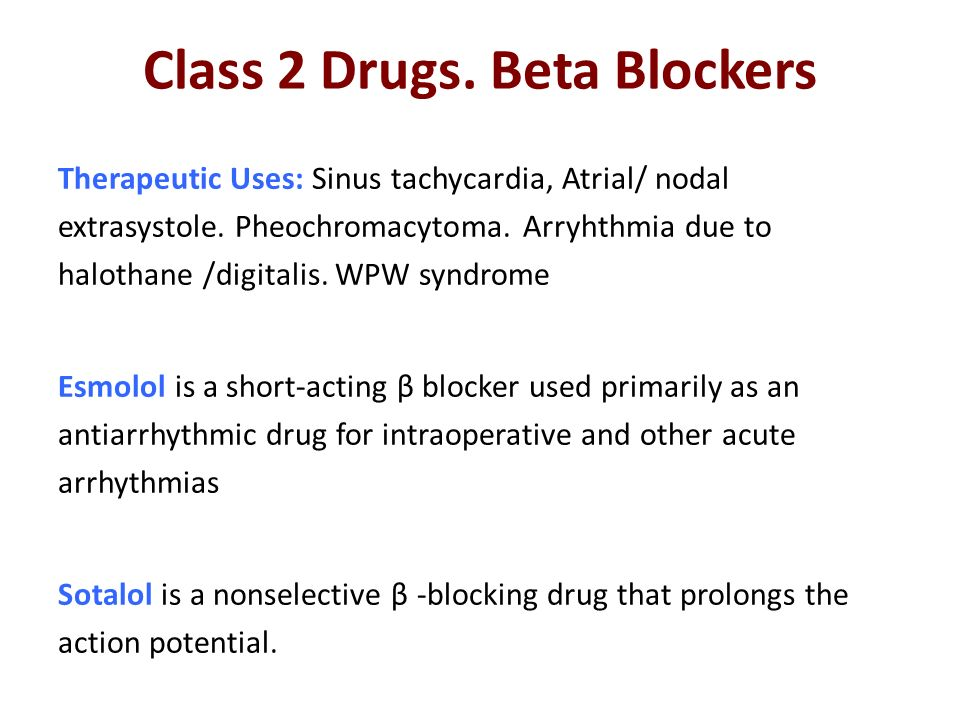 Class 2 Drugs. Beta Blockers
Therapeutic Uses: Sinus tachycardia, Atrial/ nodal
extrasystole. Pheochromacytoma. Arryhthmia due to
halothane /digitalis. WPW syndrome
Esmolol is a short-acting β blocker used primarily as an
antiarrhythmic drug for intraoperative and other acute
arrhythmias
Sotalol is a nonselective β -blocking drug that prolongs the
action potential.